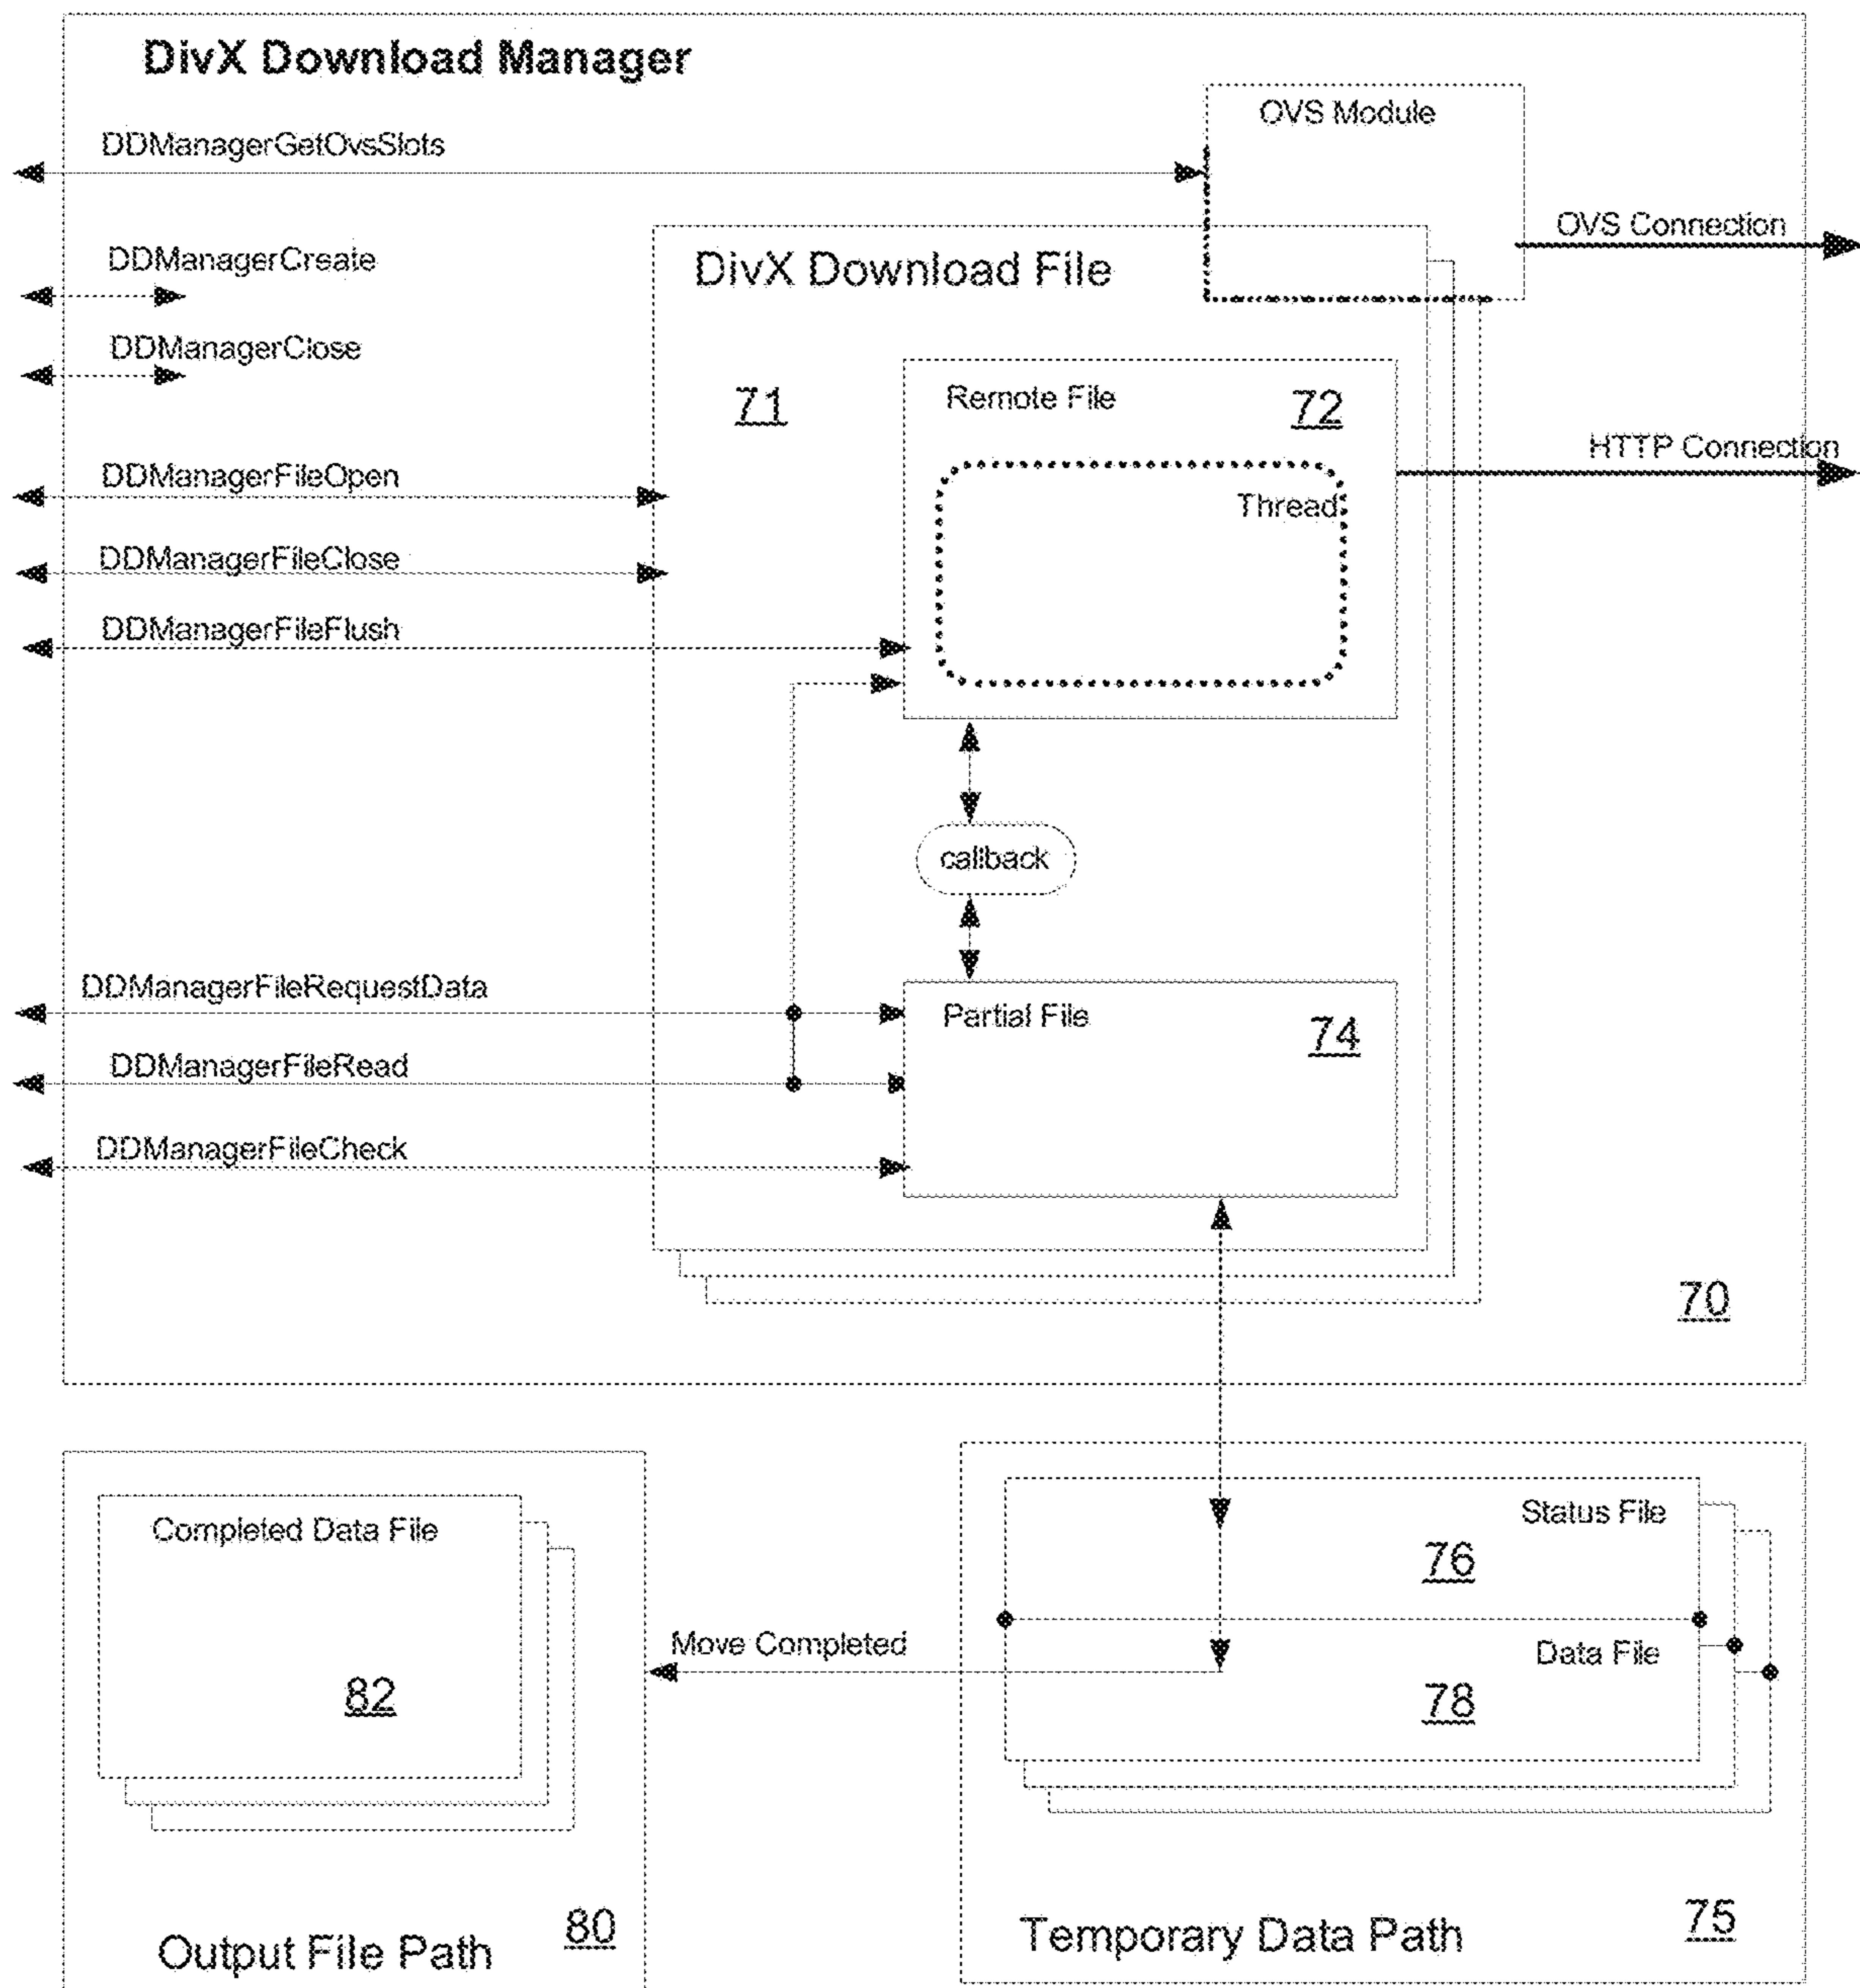 DivX Download Manager
OVS Module
DDManagerGetOvsSlots
OVS Connection
DDManagerCreate
DivX Download File
DDManagerClose
71
Remote File
72
HTTP Connection
DDManagerFileOpen
Thread
DDManagerFileClose
DDManagerFileFlush
callback
DDManagerFileRequestData
Partial File
74
DDManagerFileRead
DDManagerFileCheck
70
Completed Data File
Status File
76
Move Completed
Data File
82
78
Output File Path
80
Temporary Data Path
75